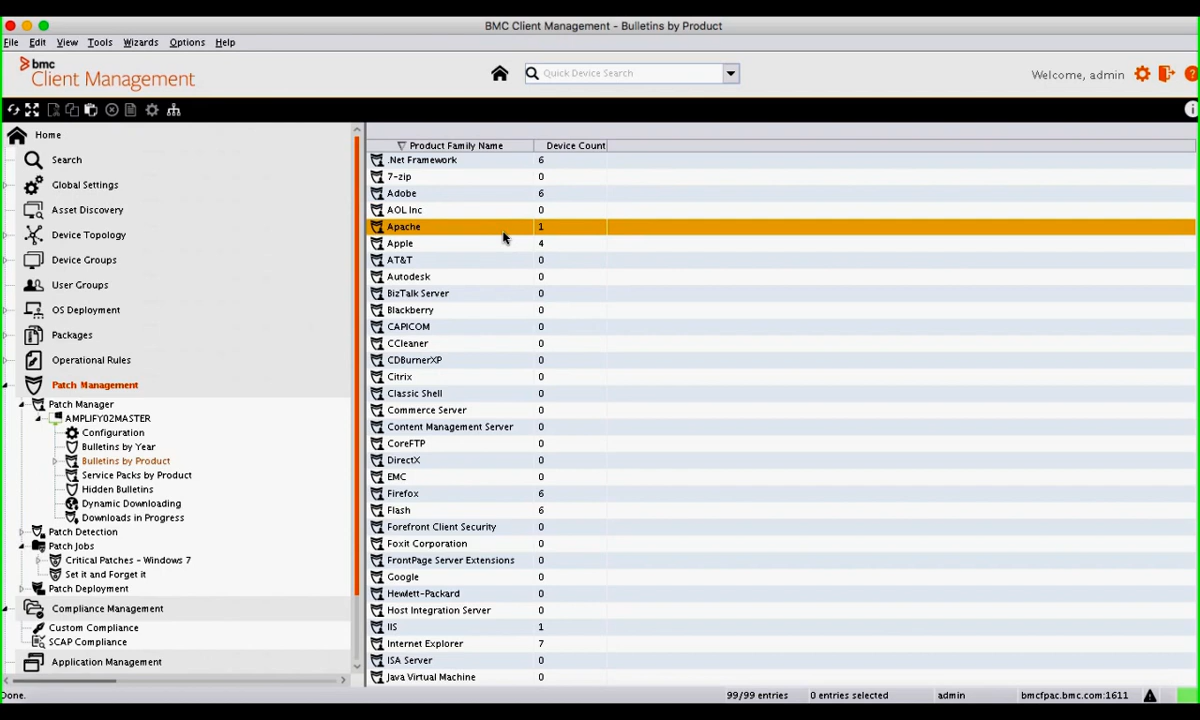 BMC Client Management - Bulletins by Product
File Edit View Tools Wizards Options Help
bmc
Client Management
Quick Device Search
Welcome, admin
Home
Search
Global Settings
Asset Discovery
Device Topology
Device Groups
User Groups
OS Deployment
Packages
Operational Rules
Patch Management
Patch Manager
AMPLIFY02MASTER
Configuration
Bulletins by Year
Bulletins by Product
Service Packs by Product
Hidden Bulletins
Dynamic Downloading
Downloads in Progress
Patch Detection
Patch Jobs
Critical Patches - Windows 7
Set it and Forget it
Patch Deployment
Compliance Management
Custom Compliance
SCAP Compliance
Application Management
Product Family Name Device Count
.Net Framework 6
7-zip 0
Adobe 6
AOL Inc 0
Apache 1
Apple 4
AT&T 0
Autodesk 0
BizTalk Server 0
Blackberry 0
CAPICOM 0
CCleaner 0
CDBurnerXP 0
Citrix 0
Classic Shell 0
Commerce Server 0
Content Management Server 0
CoreFTP 0
DirectX 0
EMC 0
Firefox 6
Flash 6
Forefront Client Security 0
Foxit Corporation 0
FrontPage Server Extensions 0
Google 0
Hewlett-Packard 0
Host Integration Server 0
IIS 1
Internet Explorer 7
ISA Server 0
Java Virtual Machine 0
Done. 99/99 entries 0 entries selected admin bmcfpac.bmc.com:1611